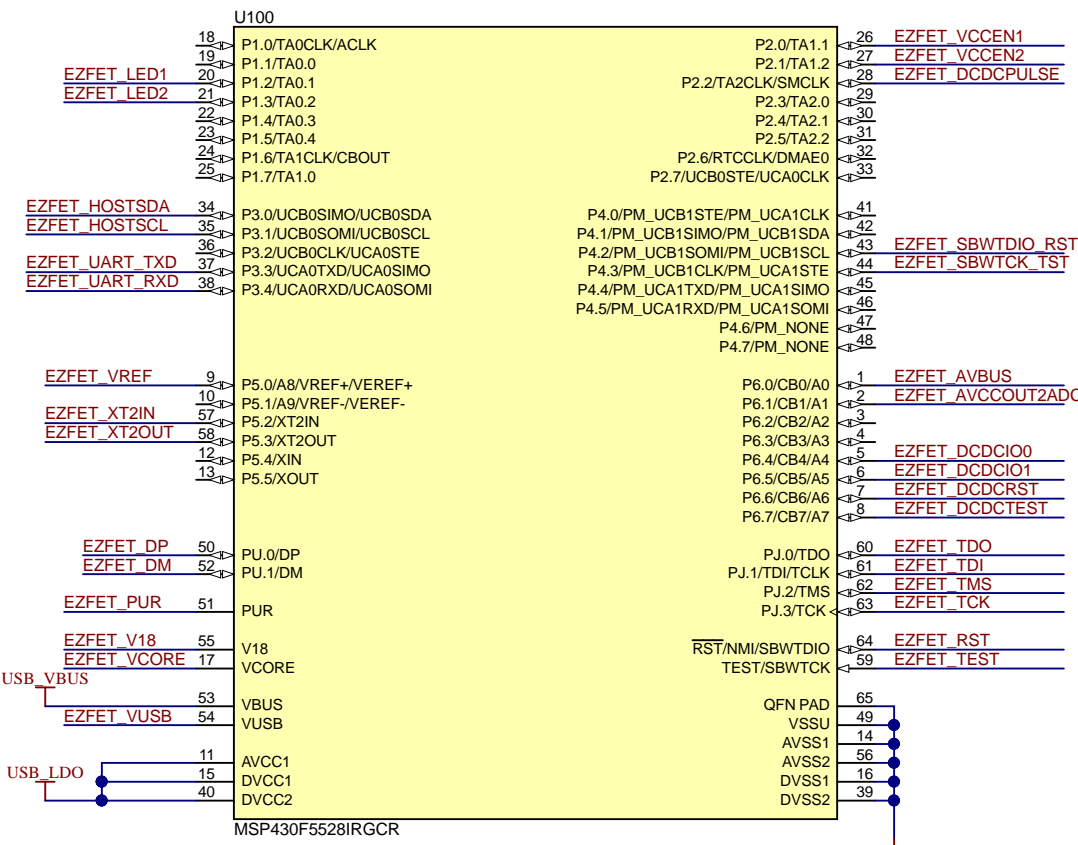 U100
18 P1.0/TA0CLK/ACLK
19 P1.1/TA0.0
EZFET_LED1 20 P1.2/TA0.1
EZFET_LED2 21 P1.3/TA0.2
22 P1.4/TA0.3
23 P1.5/TA0.4
24 P1.6/TA1CLK/CBOUT
25 P1.7/TA1.0
EZFET_HOSTSDA 34 P3.0/UCB0SIMO/UCB0SDA
EZFET_HOSTSCL 35 P3.1/UCB0SOMI/UCB0SCL
36 P3.2/UCB0CLK/UCA0STE
EZFET_UART_TXD 37 P3.3/UCA0TXD/UCA0SIMO
EZFET_UART_RXD 38 P3.4/UCA0RXD/UCA0SOMI
EZFET_VREF 9 P5.0/A8/VREF+/VEREF+
10 P5.1/A9/VREF-/VEREF-
EZFET_XT2IN 57 P5.2/XT2IN
EZFET_XT2OUT 58 P5.3/XT2OUT
12 P5.4/XIN
13 P5.5/XOUT
EZFET_DP 50 PU.0/DP
EZFET_DM 52 PU.1/DM
EZFET_PUR 51 PUR
EZFET_V18 55 V18
EZFET_VCORE 17 VCORE
USB_VBUS 53 VBUS
EZFET_VUSB 54 VUSB
11 AVCC1
USB_LDO 15 DVCC1
40 DVCC2
P2.0/TA1.1 26 EZFET_VCCEN1
P2.1/TA1.2 27 EZFET_VCCEN2
P2.2/TA2CLK/SMCLK 28 EZFET_DCDCPULSE
P2.3/TA2.0 29
P2.4/TA2.1 30
P2.5/TA2.2 31
P2.6/RTCCLK/DMAE0 32
P2.7/UCB0STE/UCA0CLK 33
P4.0/PM_UCB1STE/PM_UCA1CLK 41
P4.1/PM_UCB1SIMO/PM_UCB1SDA 42
P4.2/PM_UCB1SOMI/PM_UCB1SCL 43 EZFET_SBWTDIO_RST
P4.3/PM_UCB1CLK/PM_UCA1STE 44 EZFET_SBWTCK_TST
P4.4/PM_UCA1TXD/PM_UCA1SIMO 45
P4.5/PM_UCA1RXD/PM_UCA1SOMI 46
P4.6/PM_NONE 47
P4.7/PM_NONE 48
P6.0/CB0/A0 1 EZFET_AVBUS
P6.1/CB1/A1 2 EZFET_AVCCOUT2ADC
P6.2/CB2/A2 3
P6.3/CB3/A3 4
P6.4/CB4/A4 5 EZFET_DCDCIO0
P6.5/CB5/A5 6 EZFET_DCDCIO1
P6.6/CB6/A6 7 EZFET_DCDCRST
P6.7/CB7/A7 8 EZFET_DCDCTEST
PJ.0/TDO 60 EZFET_TDO
PJ.1/TDI/TCLK 61 EZFET_TDI
PJ.2/TMS 62 EZFET_TMS
PJ.3/TCK 63 EZFET_TCK
RST/NMI/SBWTDIO 64 EZFET_RST
TEST/SBWTCK 59 EZFET_TEST
QFN PAD 65
VSSU 49
AVSS1 14
AVSS2 56
DVSS1 16
DVSS2 39
MSP430F5528IRGCR